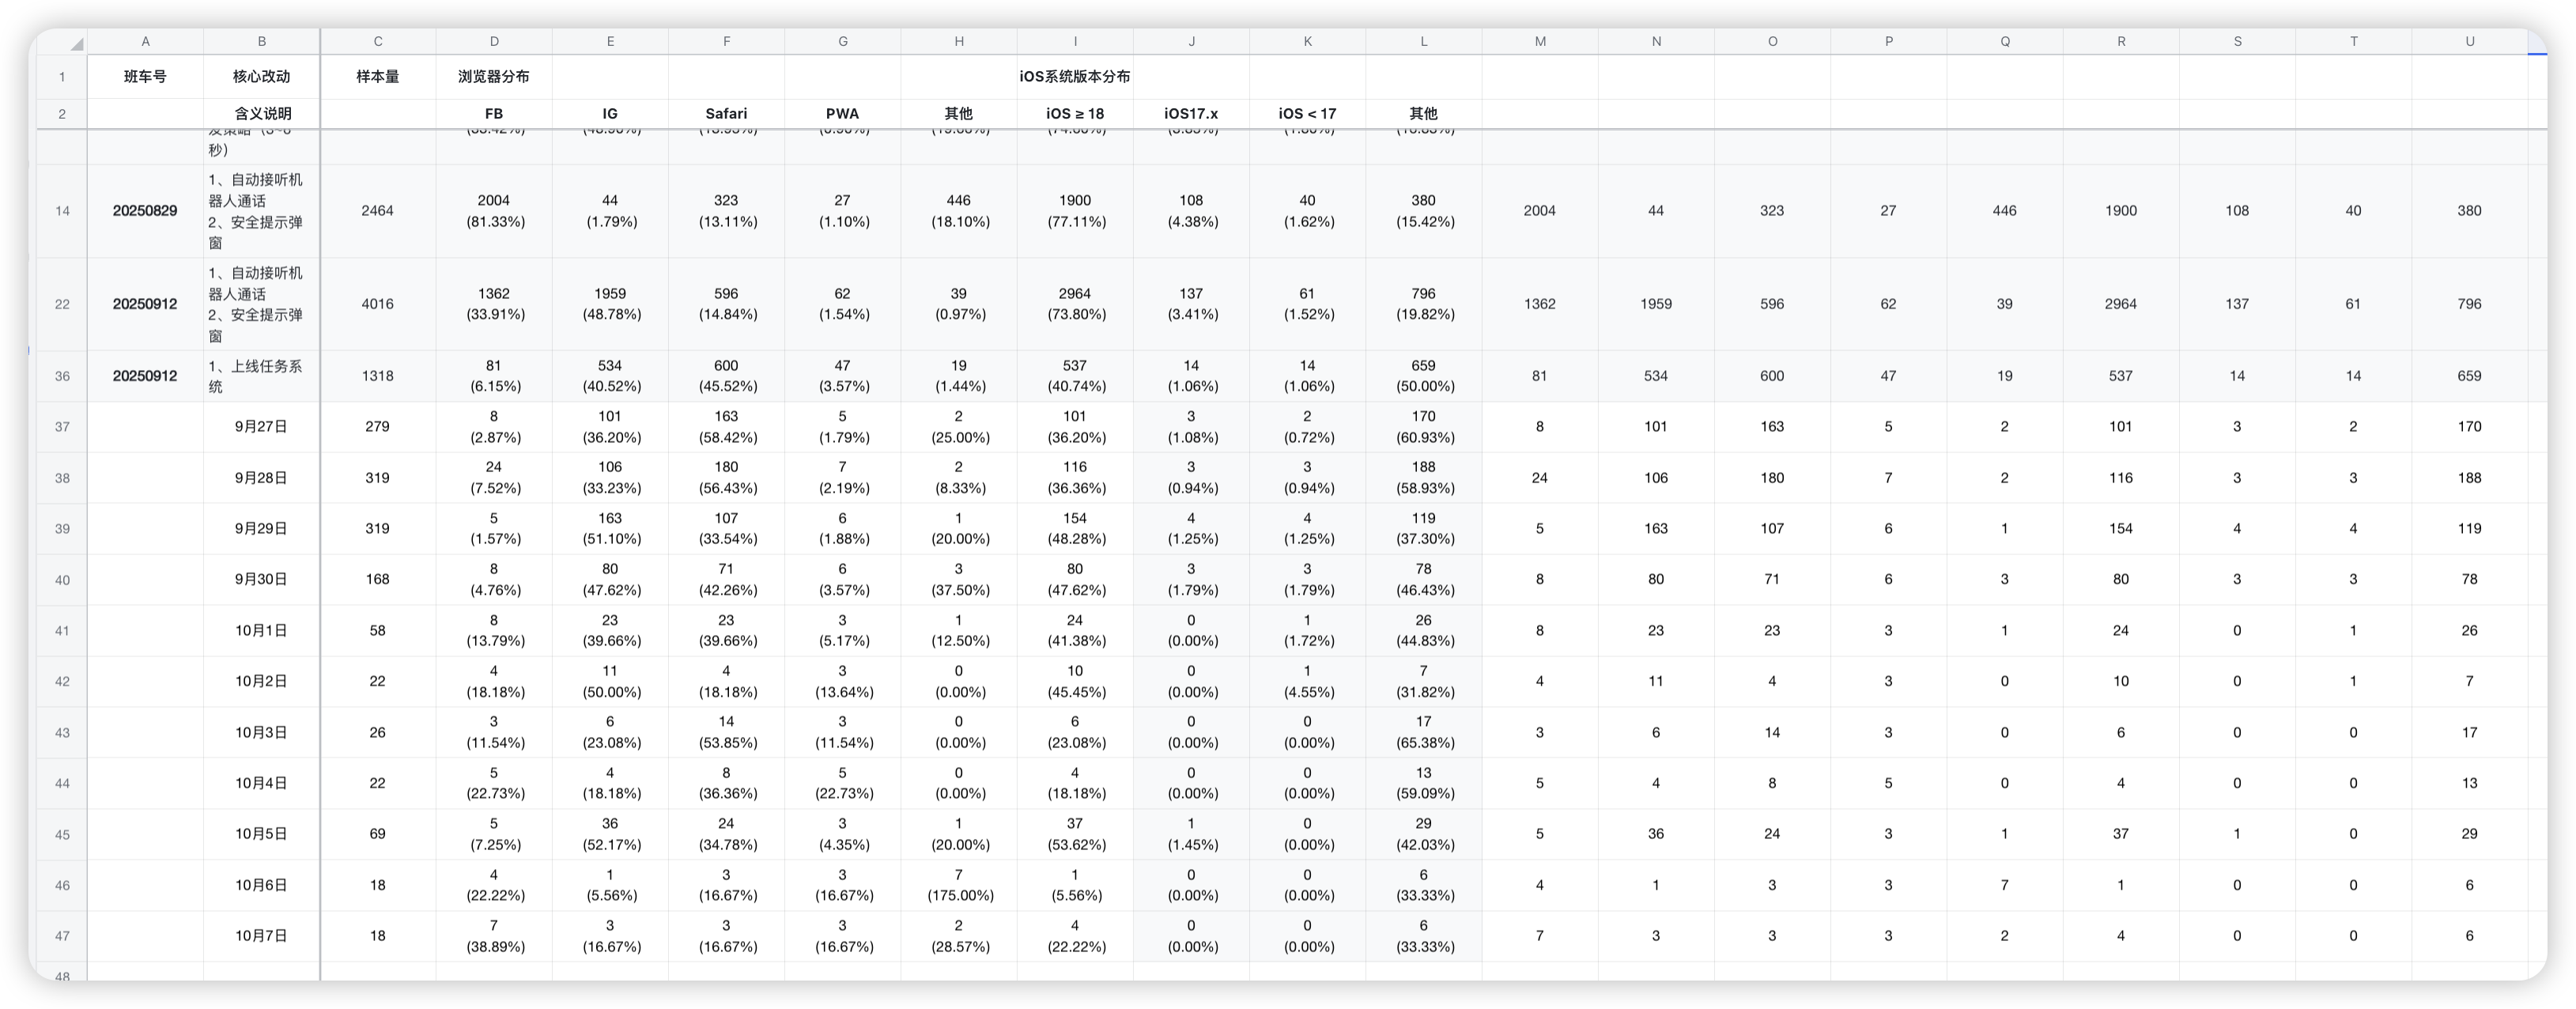 A B C D E F G H I J K L M N O P Q R S T U
1 班车号 核心改动 样本量 浏览器分布 iOS系统版本分布
2 含义说明 FB IG Safari PWA 其他 iOS ≥ 18 iOS17.x iOS < 17 其他
秒）
14 20250829 1、自动接听机 2464 2004 44 323 27 446 1900 108 40 380 2004 44 323 27 446 1900 108 40 380
器人通话
2、安全提示弹 (81.33%) (1.79%) (13.11%) (1.10%) (18.10%) (77.11%) (4.38%) (1.62%) (15.42%)
窗
22 20250912 1、自动接听机 4016 1362 1959 596 62 39 2964 137 61 796 1362 1959 596 62 39 2964 137 61 796
器人通话
2、安全提示弹 (33.91%) (48.78%) (14.84%) (1.54%) (0.97%) (73.80%) (3.41%) (1.52%) (19.82%)
窗
36 20250912 1、上线任务系 1318 81 534 600 47 19 537 14 14 659 81 534 600 47 19 537 14 14 659
统 (6.15%) (40.52%) (45.52%) (3.57%) (1.44%) (40.74%) (1.06%) (1.06%) (50.00%)
37 9月27日 279 8 101 163 5 2 101 3 2 170 8 101 163 5 2 101 3 2 170
(2.87%) (36.20%) (58.42%) (1.79%) (25.00%) (36.20%) (1.08%) (0.72%) (60.93%)
38 9月28日 319 24 106 180 7 2 116 3 3 188 24 106 180 7 2 116 3 3 188
(7.52%) (33.23%) (56.43%) (2.19%) (8.33%) (36.36%) (0.94%) (0.94%) (58.93%)
39 9月29日 319 5 163 107 6 1 154 4 4 119 5 163 107 6 1 154 4 4 119
(1.57%) (51.10%) (33.54%) (1.88%) (20.00%) (48.28%) (1.25%) (1.25%) (37.30%)
40 9月30日 168 8 80 71 6 3 80 3 3 78 8 80 71 6 3 80 3 3 78
(4.76%) (47.62%) (42.26%) (3.57%) (37.50%) (47.62%) (1.79%) (1.79%) (46.43%)
41 10月1日 58 8 23 23 3 1 24 0 1 26 8 23 23 3 1 24 0 1 26
(13.79%) (39.66%) (39.66%) (5.17%) (12.50%) (41.38%) (0.00%) (1.72%) (44.83%)
42 10月2日 22 4 11 4 3 0 10 0 1 7 4 11 4 3 0 10 0 1 7
(18.18%) (50.00%) (18.18%) (13.64%) (0.00%) (45.45%) (0.00%) (4.55%) (31.82%)
43 10月3日 26 3 6 14 3 0 6 0 0 17 3 6 14 3 0 6 0 0 17
(11.54%) (23.08%) (53.85%) (11.54%) (0.00%) (23.08%) (0.00%) (0.00%) (65.38%)
44 10月4日 22 5 4 8 5 0 4 0 0 13 5 4 8 5 0 4 0 0 13
(22.73%) (18.18%) (36.36%) (22.73%) (0.00%) (18.18%) (0.00%) (0.00%) (59.09%)
45 10月5日 69 5 36 24 3 1 37 1 0 29 5 36 24 3 1 37 1 0 29
(7.25%) (52.17%) (34.78%) (4.35%) (20.00%) (53.62%) (1.45%) (0.00%) (42.03%)
46 10月6日 18 4 1 3 3 7 1 0 0 6 4 1 3 3 7 1 0 0 6
(22.22%) (5.56%) (16.67%) (16.67%) (175.00%) (5.56%) (0.00%) (0.00%) (33.33%)
47 10月7日 18 7 3 3 3 2 4 0 0 6 7 3 3 3 2 4 0 0 6
(38.89%) (16.67%) (16.67%) (16.67%) (28.57%) (22.22%) (0.00%) (0.00%) (33.33%)
48